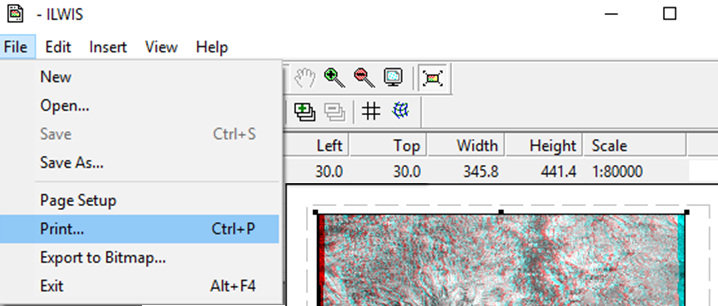 - ILWIS
File Edit Insert View Help
New
Open...
Save Ctrl+S
Save As...
Page Setup
Print... Ctrl+P
Export to Bitmap...
Exit Alt+F4
Left Top Width Height Scale
30.0 30.0 345.8 441.4 1:80000